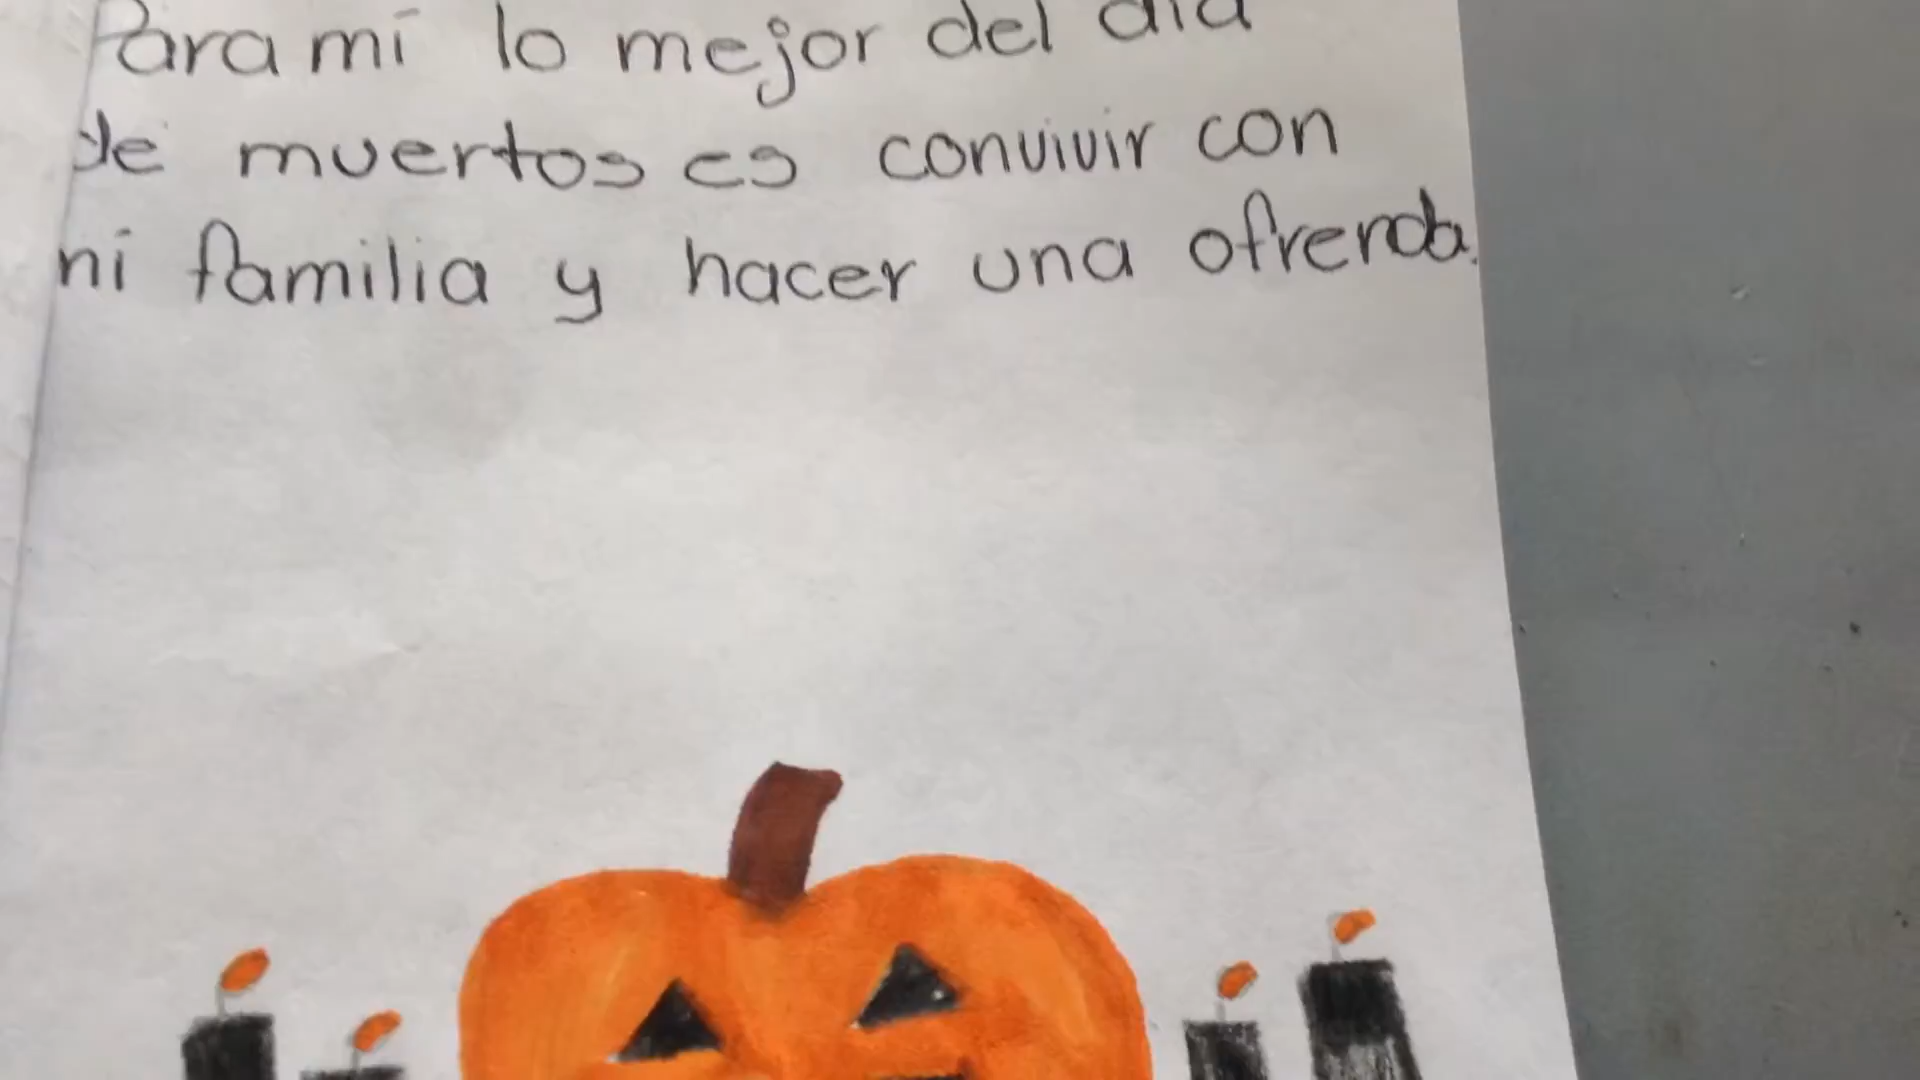 Para mí lo mejor del día
de muertos es convivir con
mi familia y hacer una ofrenda.